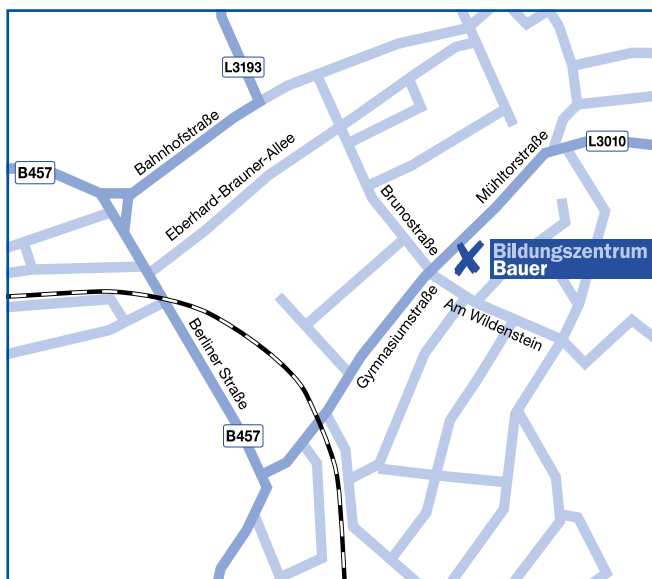 L3193
Bahnhofstraße
L3010
Mühltorstraße
B457
Eberhard-Brauner-Allee
Brunostraße
Bildungszentrum
Bauer
Gymnasiumstraße
Am Wildenstein
Berliner Straße
B457